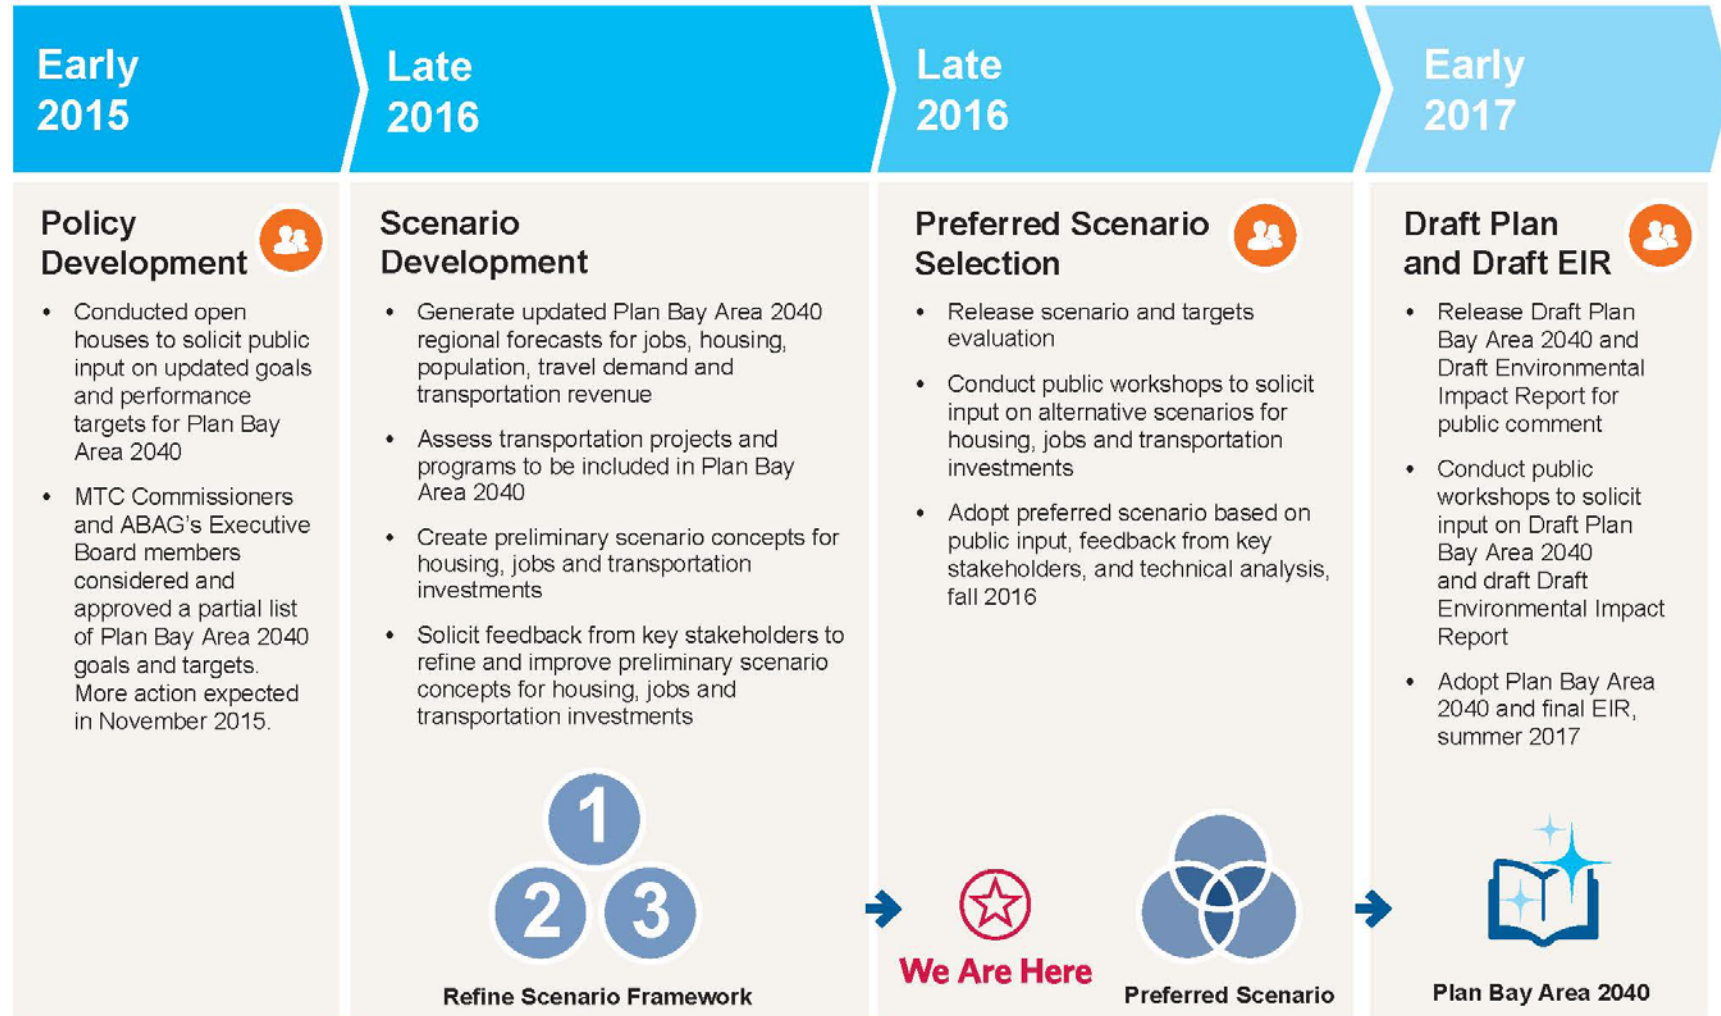 Early
2015
Late
2016
Late
2016
Early
2017
Policy
Development
• Conducted open
houses to solicit public
input on updated goals
and performance
targets for Plan Bay
Area 2040
• MTC Commissioners
and ABAG's Executive
Board members
considered and
approved a partial list
of Plan Bay Area 2040
goals and targets.
More action expected
in November 2015.
Scenario
Development
• Generate updated Plan Bay Area 2040
regional forecasts for jobs, housing,
population, travel demand and
transportation revenue
• Assess transportation projects and
programs to be included in Plan Bay
Area 2040
• Create preliminary scenario concepts for
housing, jobs and transportation
investments
• Solicit feedback from key stakeholders to
refine and improve preliminary scenario
concepts for housing, jobs and
transportation investments
1
2 3
Refine Scenario Framework
Preferred Scenario
Selection
• Release scenario and targets
evaluation
• Conduct public workshops to solicit
input on alternative scenarios for
housing, jobs and transportation
investments
• Adopt preferred scenario based on
public input, feedback from key
stakeholders, and technical analysis,
fall 2016
We Are Here
Preferred Scenario
Draft Plan
and Draft EIR
• Release Draft Plan
Bay Area 2040 and
Draft Environmental
Impact Report for
public comment
• Conduct public
workshops to solicit
input on Draft Plan
Bay Area 2040
and draft Draft
Environmental Impact
Report
• Adopt Plan Bay Area
2040 and final EIR,
summer 2017
Plan Bay Area 2040